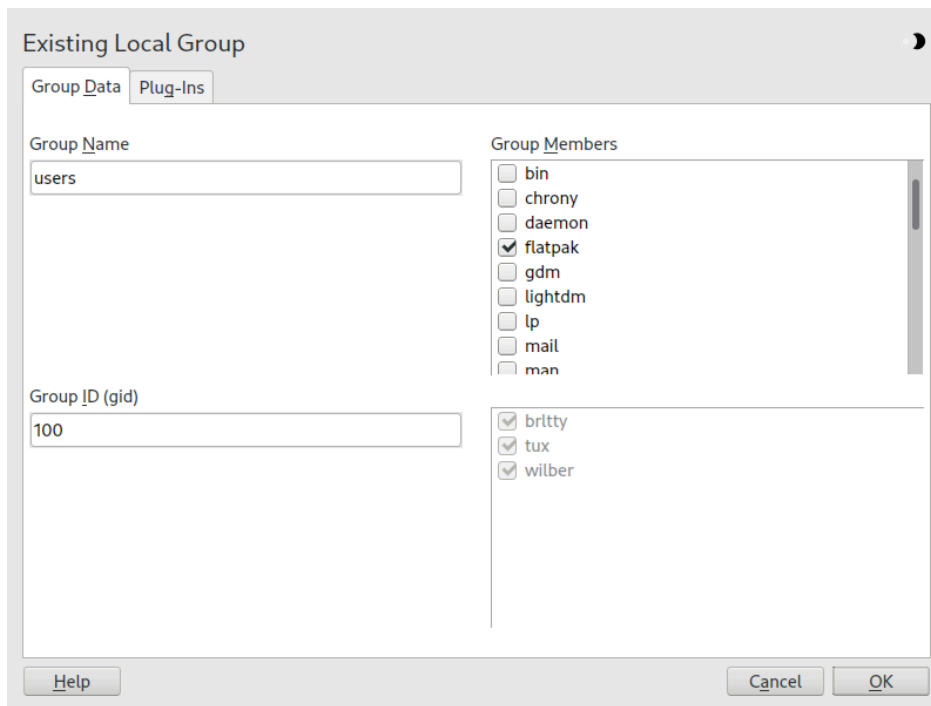 Existing Local Group
Group Data
Plug-Ins
Group Name
users
Group Members
bin
chrony
daemon
flatpak
gdm
lightdm
lp
mail
man
Group ID (gid)
100
brltty
tux
wilber
Help
Cancel
OK